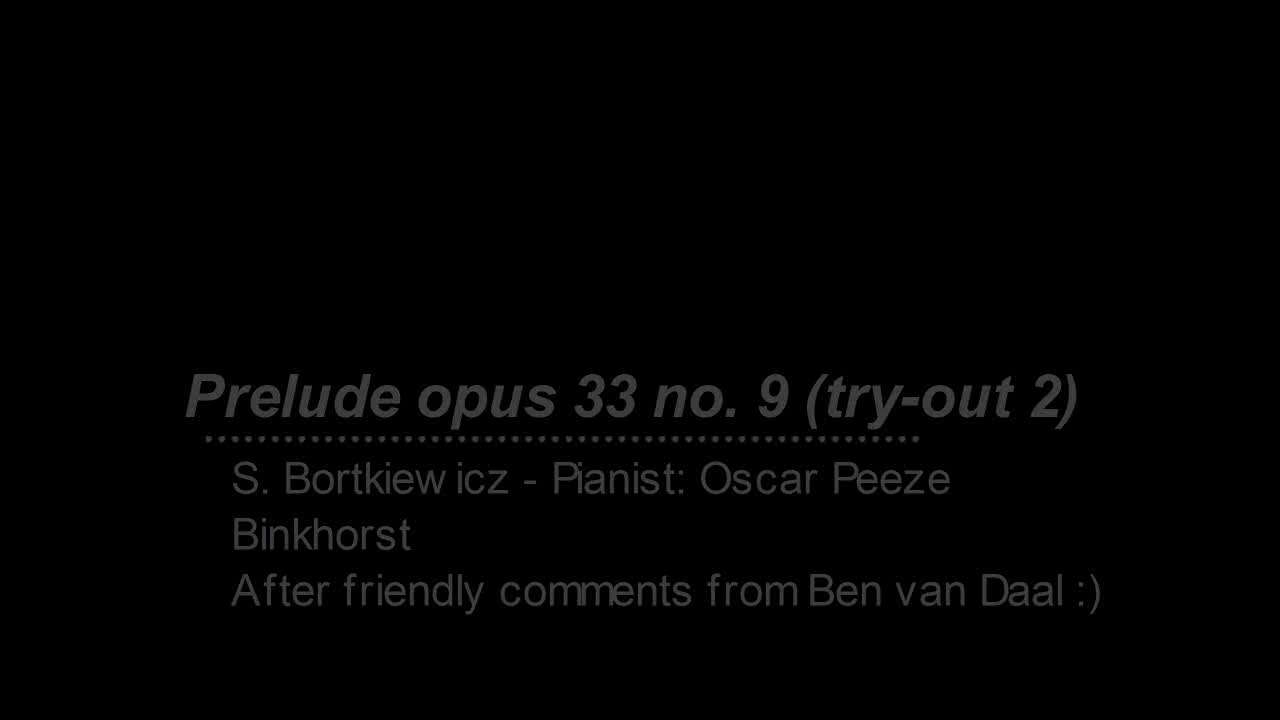 Prelude opus 33 no. 9 (try-out 2)
S. Bortkiewicz - Pianist: Oscar Peeze
Binkhorst
After friendly comments from Ben van Daal :)